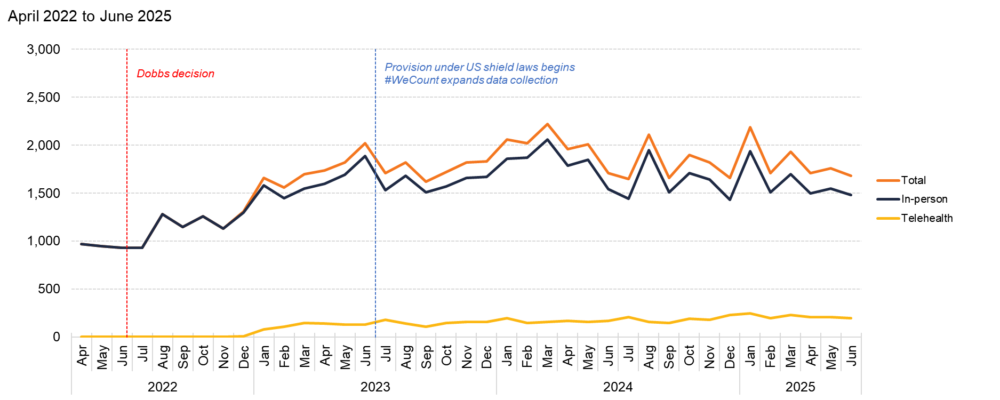 April 2022 to June 2025
3,000
2,500
2,000
1,500
1,000
500
0
Dobbs decision
Provision under US shield laws begins
#WeCount expands data collection
Total
In-person
Telehealth
Apr May Jun Jul Aug Sep Oct Nov Dec Jan Feb Mar Apr May Jun Jul Aug Sep Oct Nov Dec Jan Feb Mar Apr May Jun Jul Aug Sep Oct Nov Dec Jan Feb Mar Apr May Jun
2022 2023 2024 2025